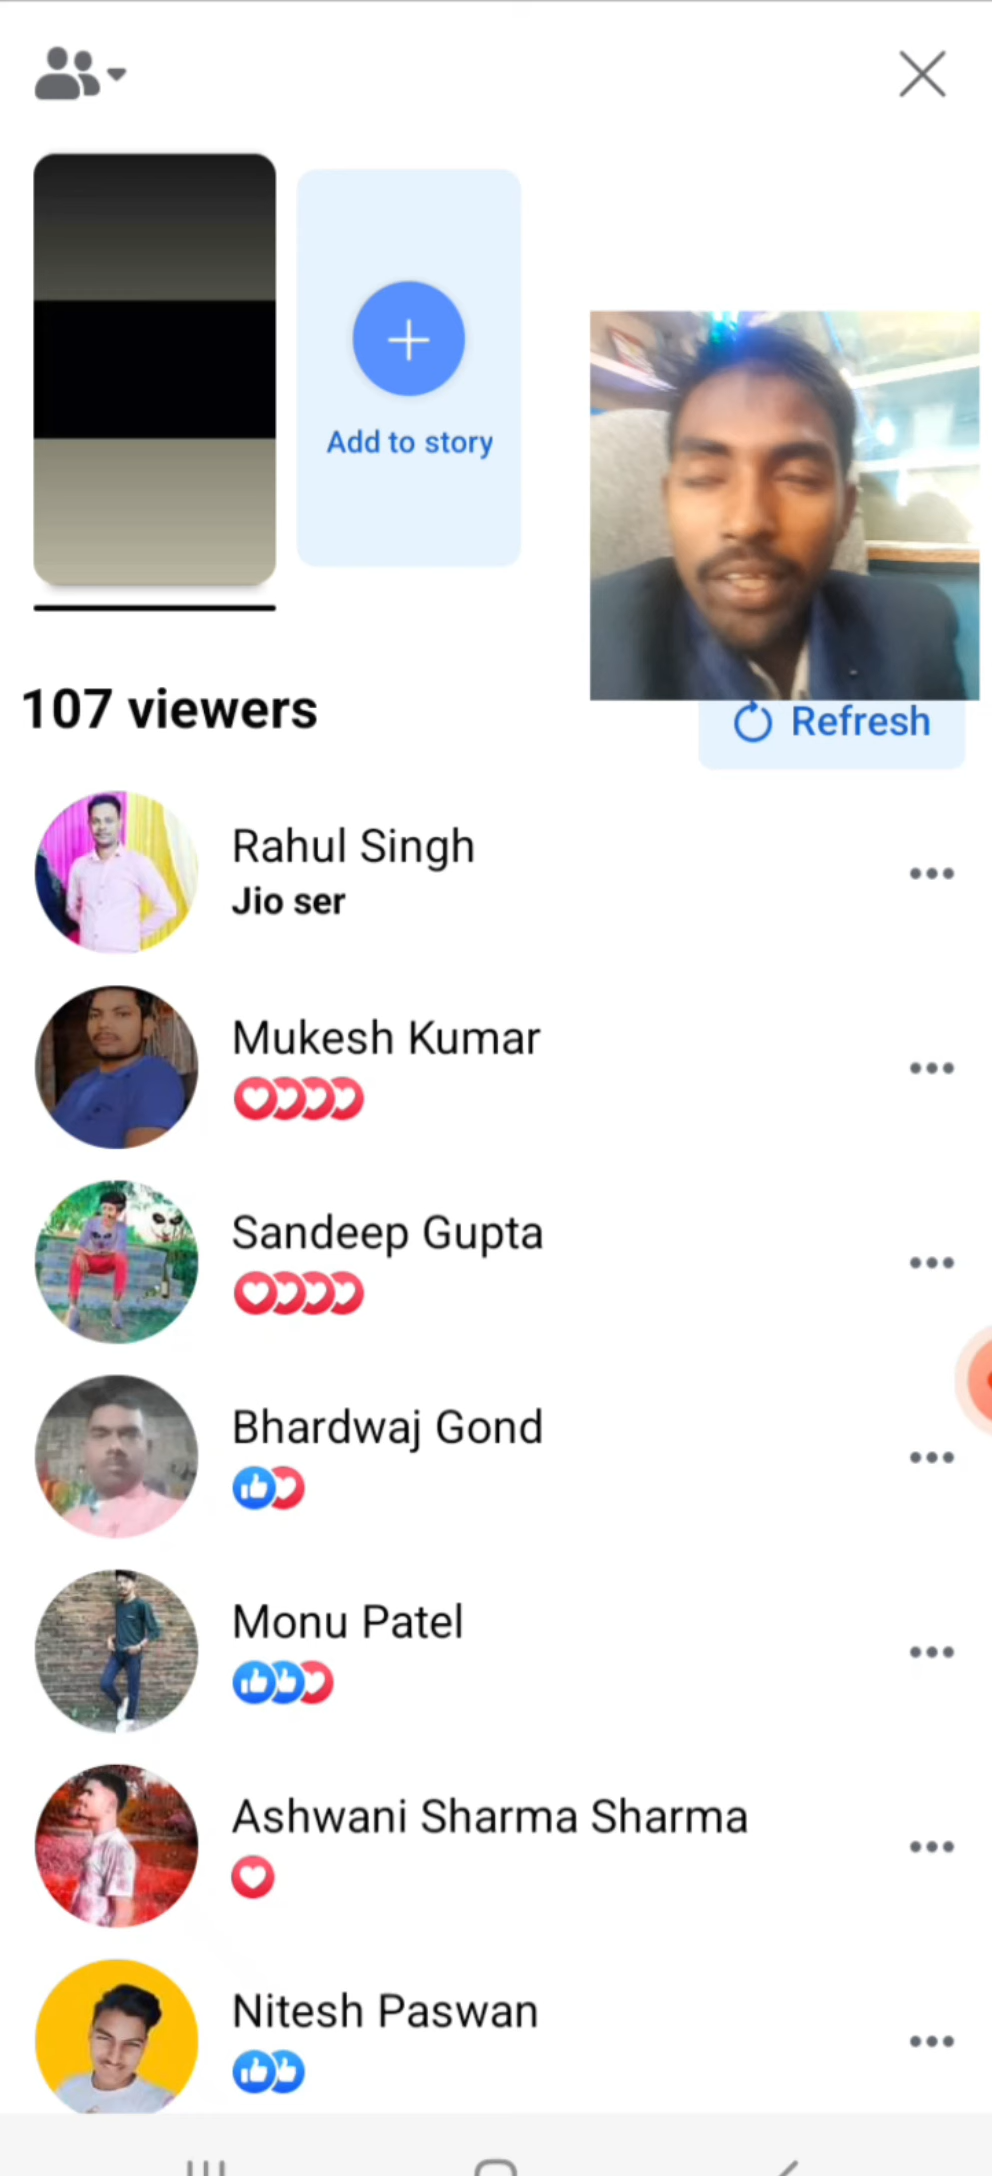 Add to story
107 viewers
Refresh
Rahul Singh
Jio ser
Mukesh Kumar
Sandeep Gupta
Bhardwaj Gond
Monu Patel
Ashwani Sharma Sharma
Nitesh Paswan